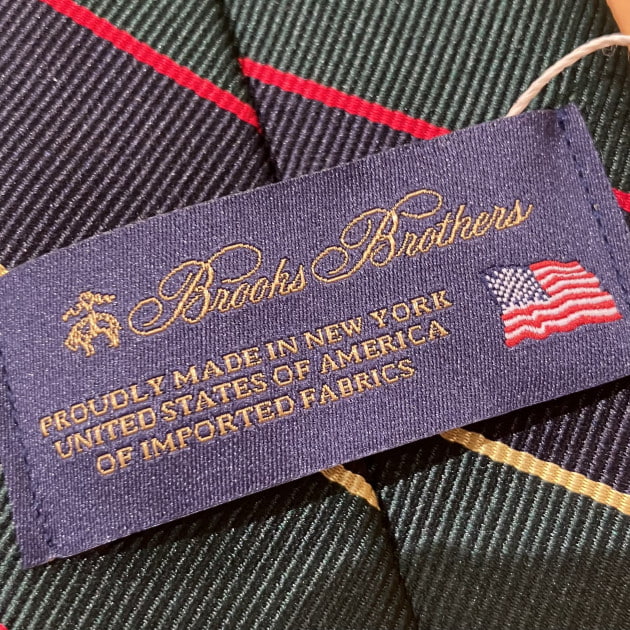 Brooks Brothers
PROUDLY MADE IN NEW YORK
UNITED STATES OF AMERICA
OF IMPORTED FABRICS